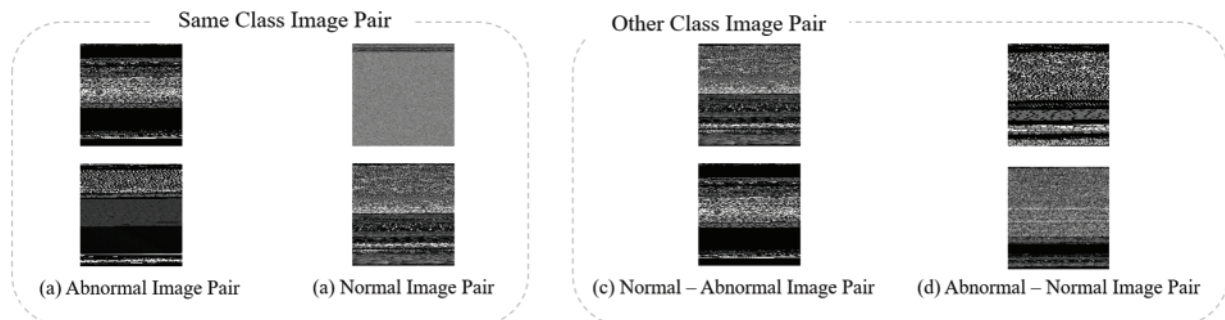 Same Class Image Pair
Other Class Image Pair
(a) Abnormal Image Pair
(a) Normal Image Pair
(c) Normal – Abnormal Image Pair
(d) Abnormal – Normal Image Pair